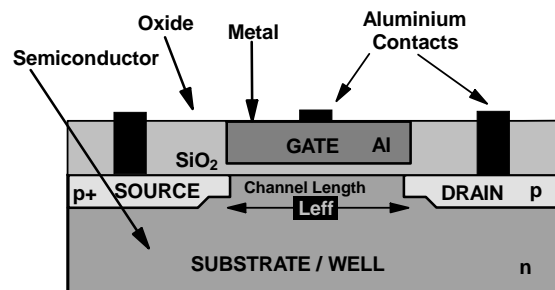 Oxide
Metal
Aluminium
Contacts
Semiconductor
GATE Al
SiO₂
p+ SOURCE
Channel Length
Leff
DRAIN p
SUBSTRATE / WELL
n